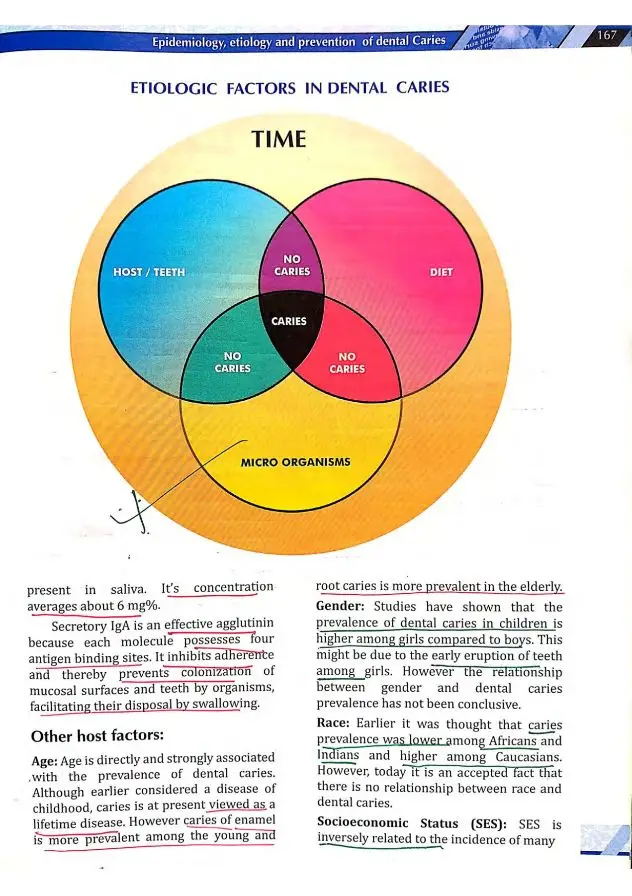 Epidemiology, etiology and prevention of dental Caries
167
ETIOLOGIC FACTORS IN DENTAL CARIES
TIME
HOST / TEETH
NO
CARIES
DIET
CARIES
NO
CARIES
NO
CARIES
MICRO ORGANISMS
present in saliva. It's concentration
averages about 6 mg%.
Secretory IgA is an effective agglutinin
because each molecule possesses four
antigen binding sites. It inhibits adherence
and thereby prevents colonization of
mucosal surfaces and teeth by organisms,
facilitating their disposal by swallowing.
Other host factors:
Age: Age is directly and strongly associated
with the prevalence of dental caries.
Although earlier considered a disease of
childhood, caries is at present viewed as a
lifetime disease. However caries of enamel
is more prevalent among the young and
root caries is more prevalent in the elderly.
Gender: Studies have shown that the
prevalence of dental caries in children is
higher among girls compared to boys. This
might be due to the early eruption of teeth
among girls. However the relationship
between gender and dental caries
prevalence has not been conclusive.
Race: Earlier it was thought that caries
prevalence was lower among Africans and
Indians and higher among Caucasians.
However, today it is an accepted fact that
there is no relationship between race and
dental caries.
Socioeconomic Status (SES): SES is
inversely related to the incidence of many